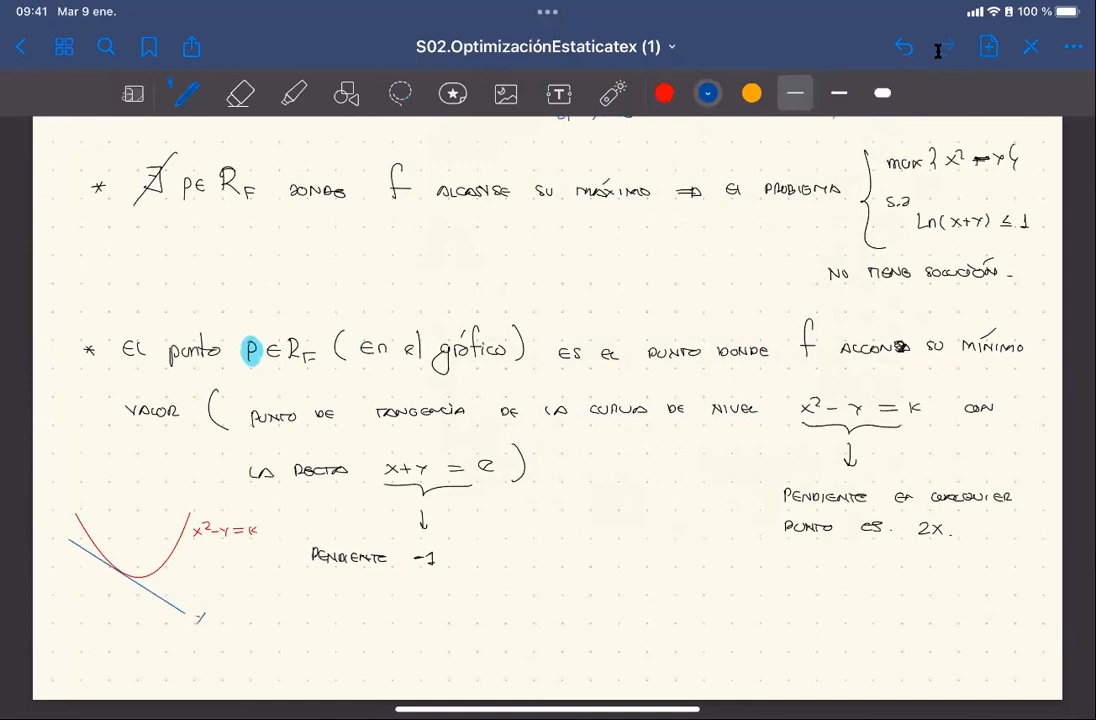 09:41 Mar 9 ene. 100 %
S02.OptimizaciónEstaticatex (1)
T
* ∄ p ∈ R_F DONDE f ALCANSE SU MÁXIMO ⇒ EL PROBLEMA { max { x² - y }
s.a
Ln(x+y) ≤ 1
NO TIENE SOLUCIÓN.
* EL punto p ∈ R_F (En el gráfico) ES EL PUNTO DONDE f ALCANZA SU MÍNIMO
VALOR ( PUNTO DE TANGENCIA DE LA CURVA DE NIVEL x² - y = k CON
LA RECTA x+y = e )
PENDIENTE EN CUALQUIER
PUNTO ES. 2x.
x²-y = k
PENDIENTE -1